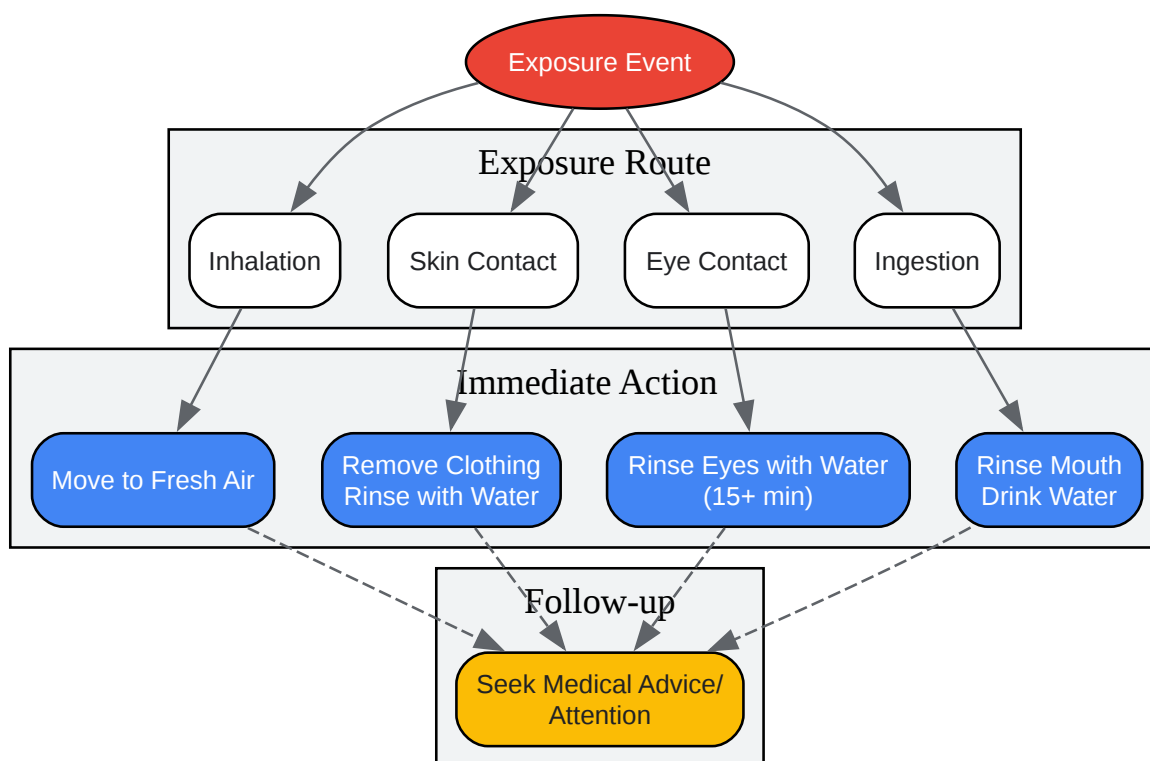 Exposure Event
Exposure Route
Inhalation
Skin Contact
Eye Contact
Ingestion
Immediate Action
Move to Fresh Air
Remove Clothing
Rinse with Water
Rinse Eyes with Water
(15+ min)
Rinse Mouth
Drink Water
Follow-up
Seek Medical Advice/
Attention